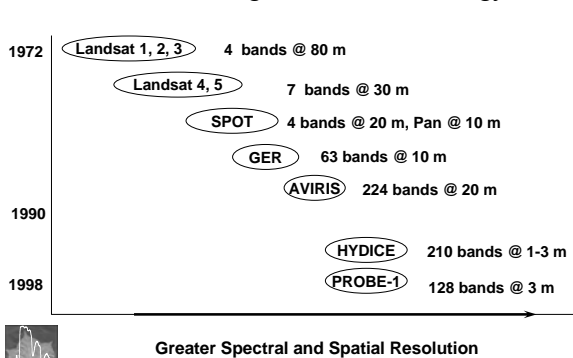 1972 Landsat 1, 2, 3 4 bands @ 80 m
Landsat 4, 5 7 bands @ 30 m
SPOT 4 bands @ 20 m, Pan @ 10 m
GER 63 bands @ 10 m
AVIRIS 224 bands @ 20 m
1990
HYDICE 210 bands @ 1-3 m
1998 PROBE-1 128 bands @ 3 m
Greater Spectral and Spatial Resolution